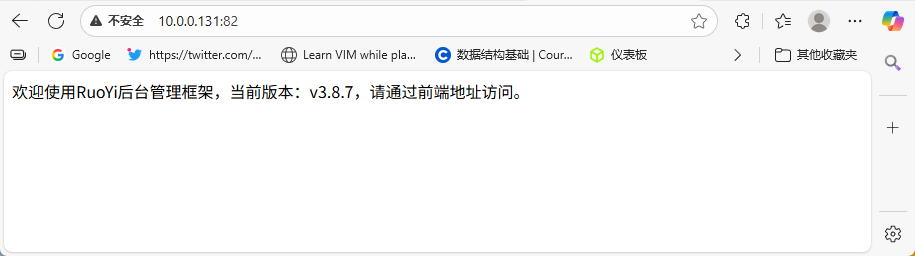 不安全 10.0.0.131:82
Google https://twitter.com/... Learn VIM while pla... 数据结构基础 | Cour... 仪表板 其他收藏夹
欢迎使用RuoYi后台管理框架，当前版本：v3.8.7，请通过前端地址访问。